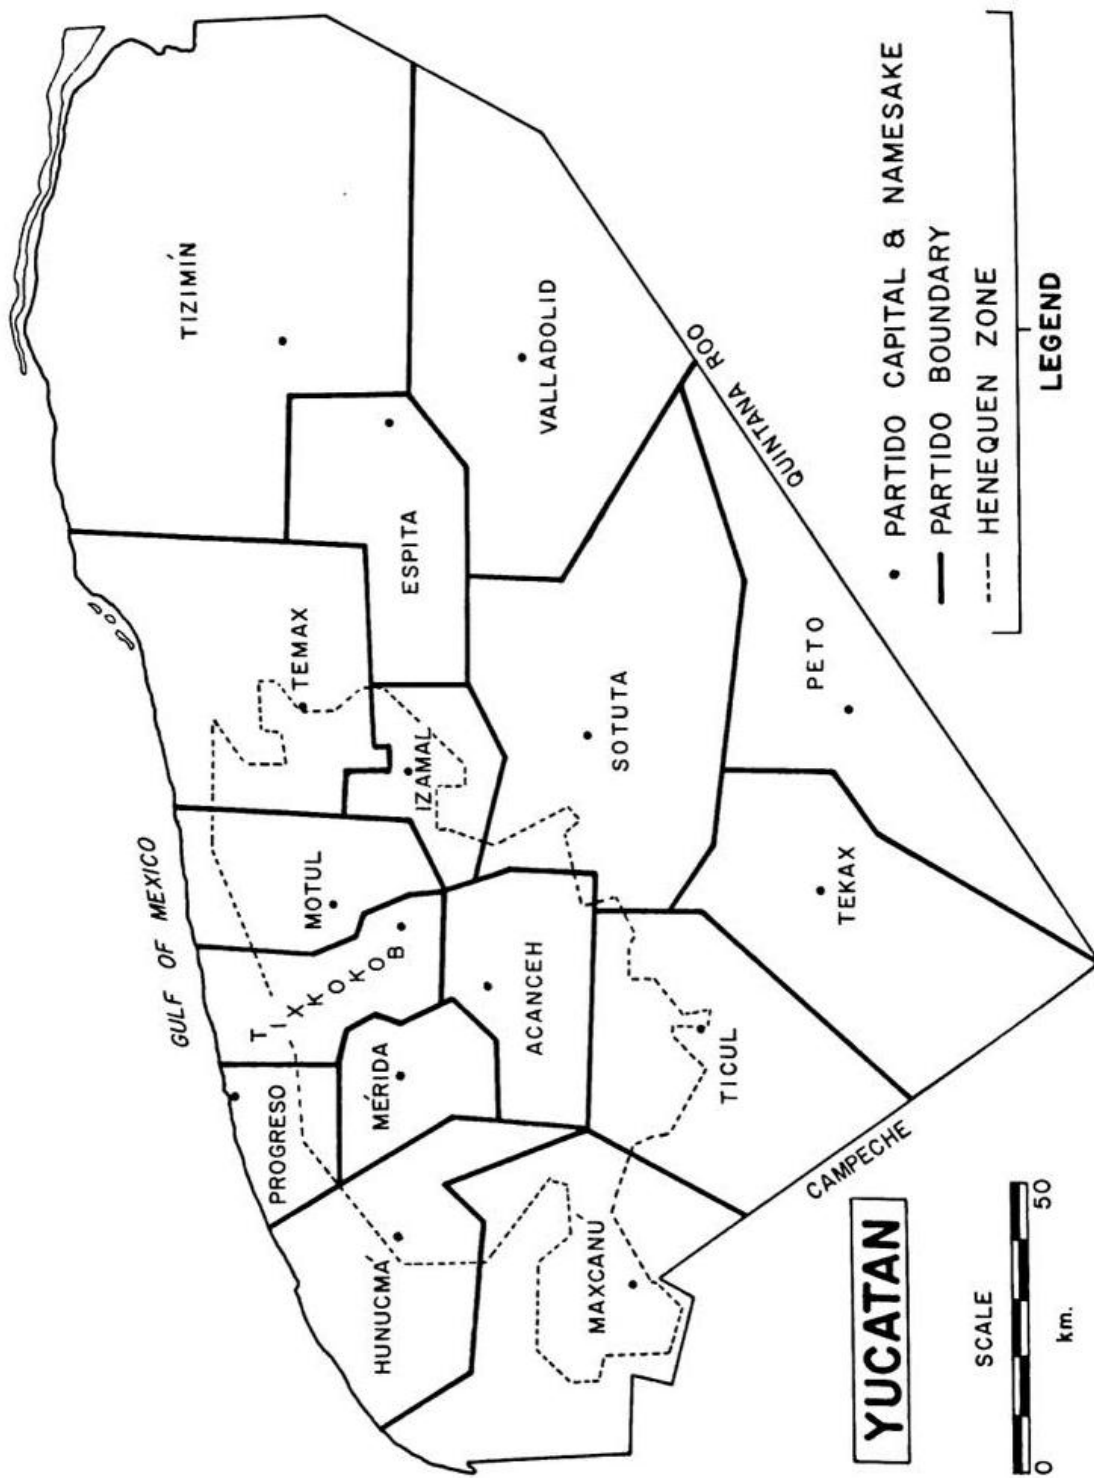 GULF OF MEXICO
TIZIMÍN
TEMAX
MOTUL
TIXKOKOB
PROGRESO
MÉRIDA
HUNUCMÁ
ESPITA
IZAMAL
VALLADOLID
ACANCEH
SOTUTA
MAXCANÚ
TICUL
TEKAX
PETO
QUINTANA ROO
CAMPECHE
YUCATAN
SCALE
0 50
km.
PARTIDO CAPITAL & NAMESAKE
PARTIDO BOUNDARY
HENEQUEN ZONE
LEGEND